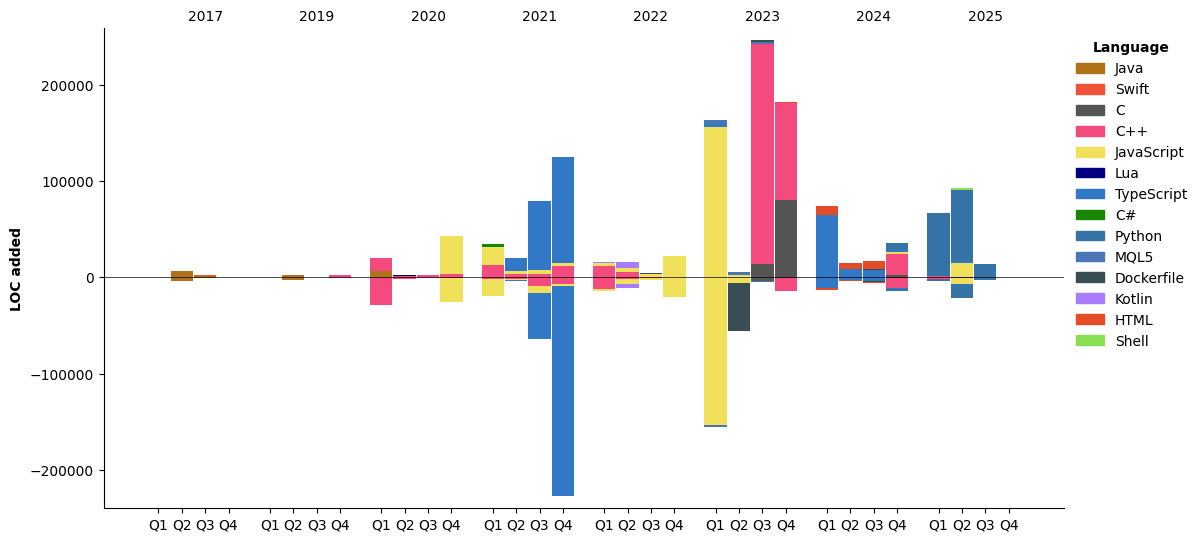 2017 2019 2020 2021 2022 2023 2024 2025
LOC added
200000
100000
0
−100000
−200000
Q1 Q2 Q3 Q4 Q1 Q2 Q3 Q4 Q1 Q2 Q3 Q4 Q1 Q2 Q3 Q4 Q1 Q2 Q3 Q4 Q1 Q2 Q3 Q4 Q1 Q2 Q3 Q4 Q1 Q2 Q3 Q4
Language
Java
Swift
C
C++
JavaScript
Lua
TypeScript
C#
Python
MQL5
Dockerfile
Kotlin
HTML
Shell